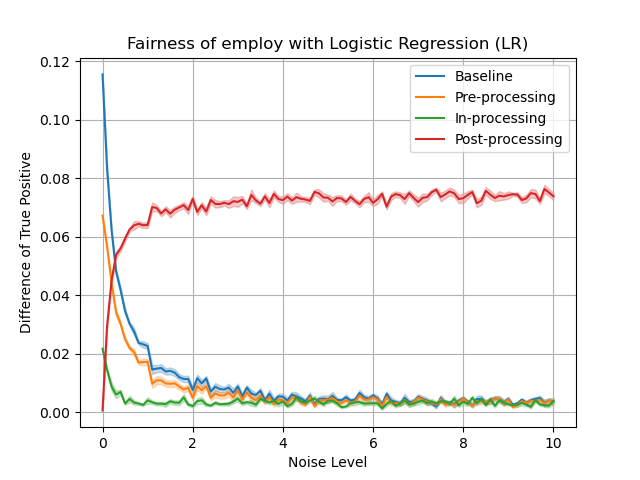 Fairness of employ with Logistic Regression (LR)
0.12
0.10
0.08
0.06
0.04
0.02
0.00
Difference of True Positive
Baseline
Pre-processing
In-processing
Post-processing
0 2 4 6 8 10
Noise Level